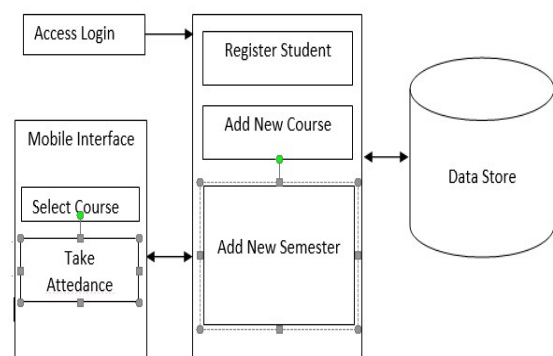 Access Login
Register Student
Add New Course
Mobile Interface
Data Store
Select Course
Add New Semester
Take
Attedance